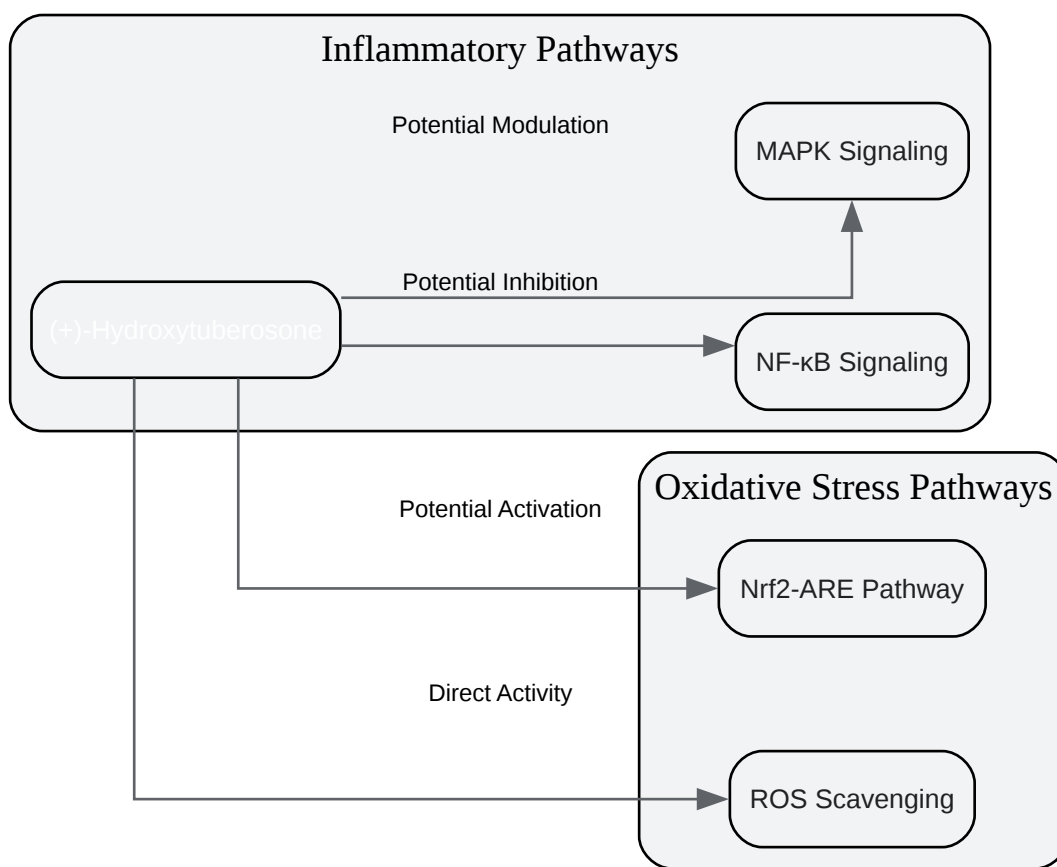 Inflammatory Pathways
Potential Modulation
MAPK Signaling
Potential Inhibition
(+)-Hydroxytuberosone
NF-κB Signaling
Oxidative Stress Pathways
Potential Activation
Nrf2-ARE Pathway
Direct Activity
ROS Scavenging